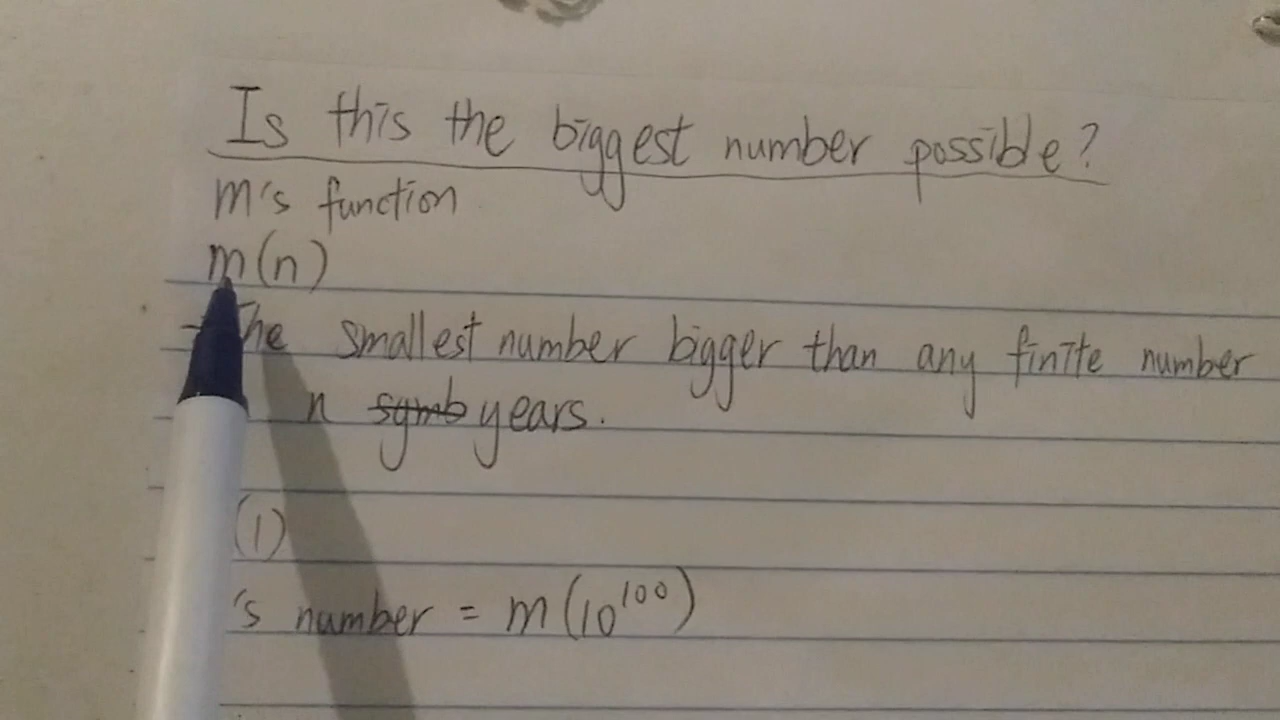 Is this the biggest number possible?
m's function
m(n)
-The smallest number bigger than any finite number
n symb years.
(1)
's number = m(10^100)